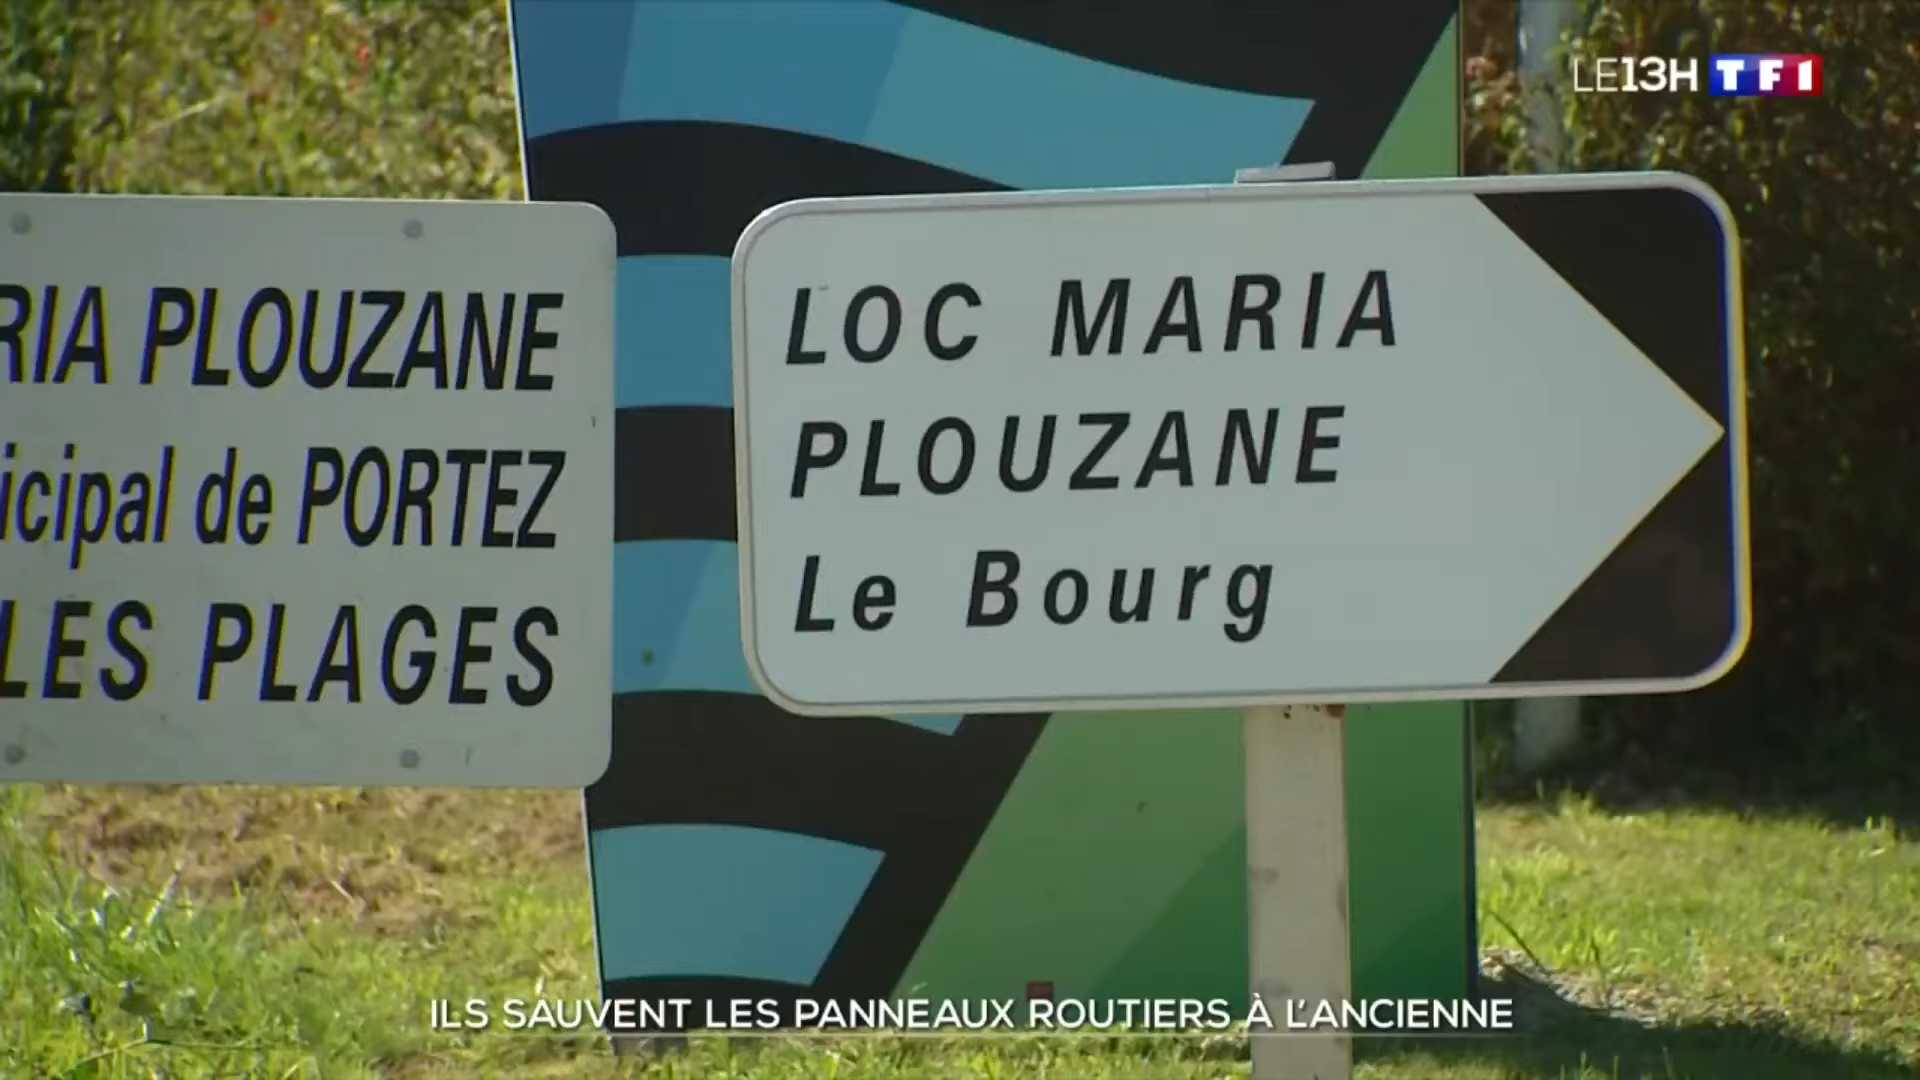 LE13H TF1
RIA PLOUZANE
icipal de PORTEZ
LES PLAGES
LOC MARIA
PLOUZANE
Le Bourg
ILS SAUVENT LES PANNEAUX ROUTIERS À L'ANCIENNE